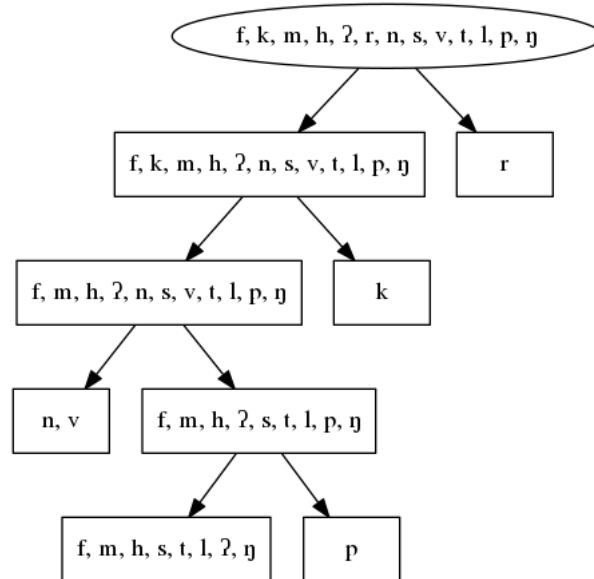 f, k, m, h, ʔ, r, n, s, v, t, l, p, ŋ
f, k, m, h, ʔ, n, s, v, t, l, p, ŋ
r
f, m, h, ʔ, n, s, v, t, l, p, ŋ
k
n, v
f, m, h, ʔ, s, t, l, p, ŋ
f, m, h, s, t, l, ʔ, ŋ
p